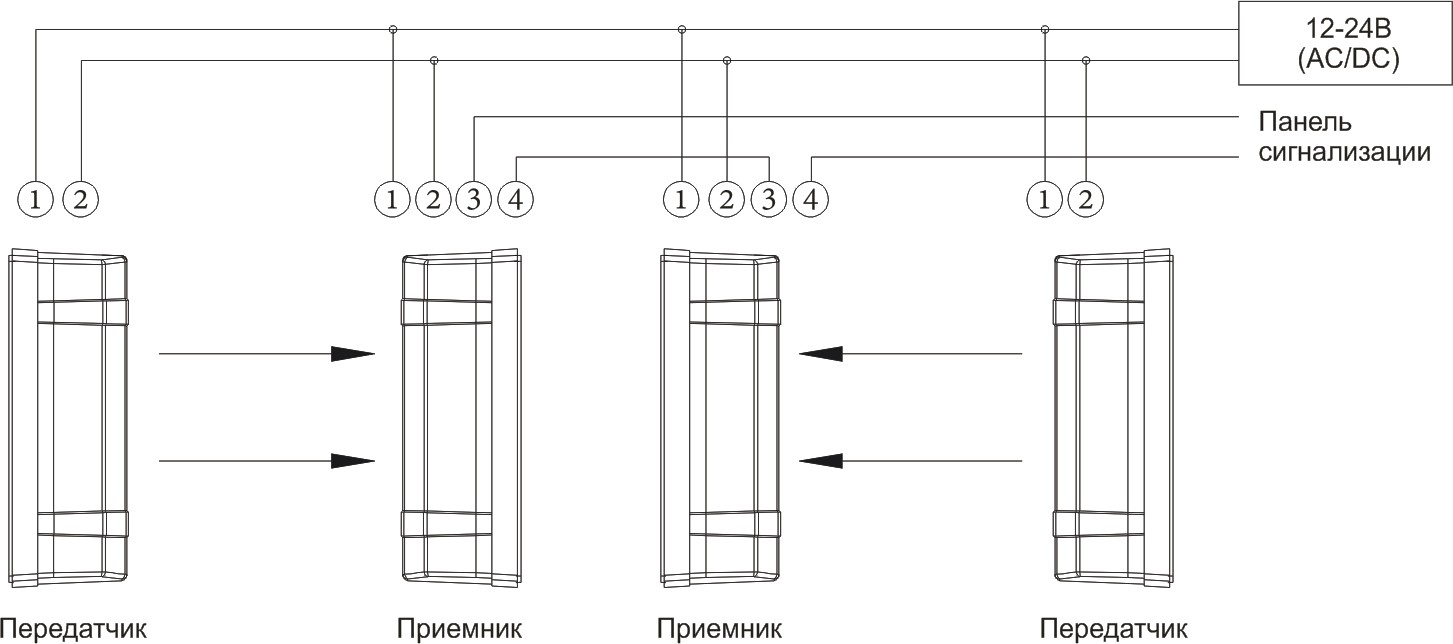 12-24В
(AC/DC)
Панель
сигнализации
1 2 1 2 3 4 1 2 3 4 1 2
Передатчик Приемник Приемник Передатчик